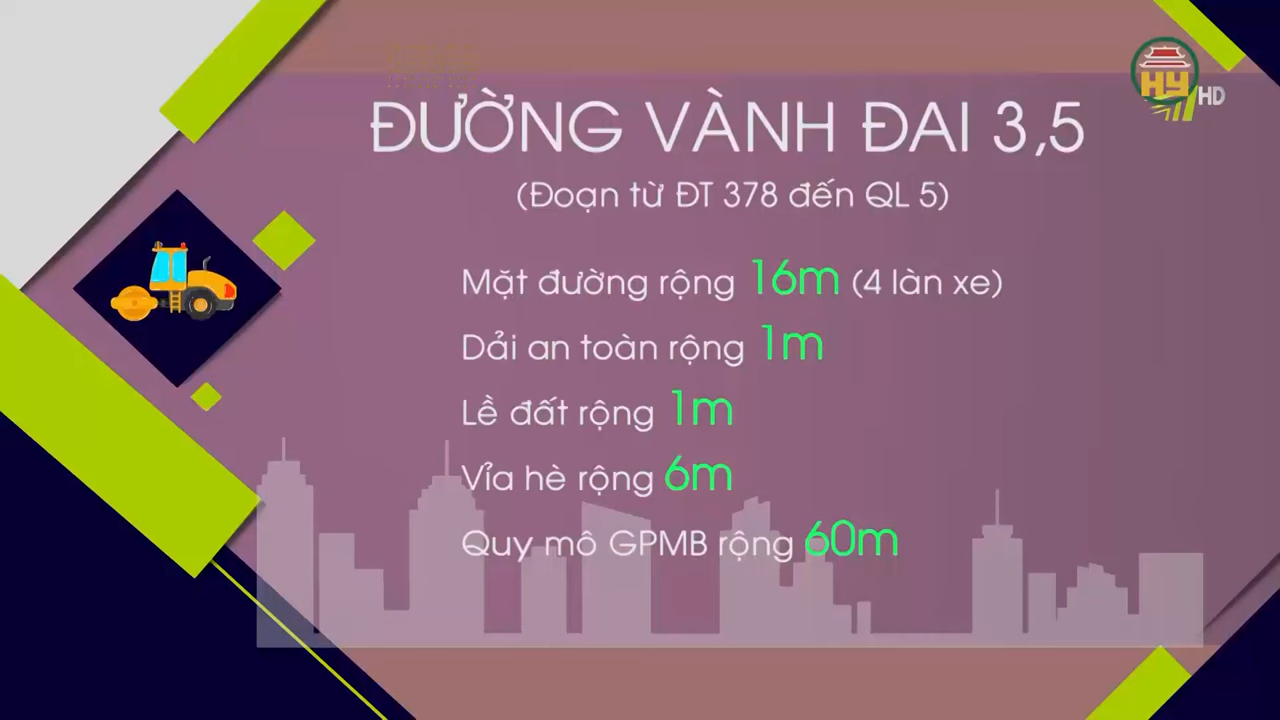 HY HD
ĐƯỜNG VÀNH ĐAI 3,5
(Đoạn từ ĐT 378 đến QL 5)
Mặt đường rộng 16m (4 làn xe)
Dải an toàn rộng 1m
Lề đất rộng 1m
Vỉa hè rộng 6m
Quy mô GPMB rộng 60m